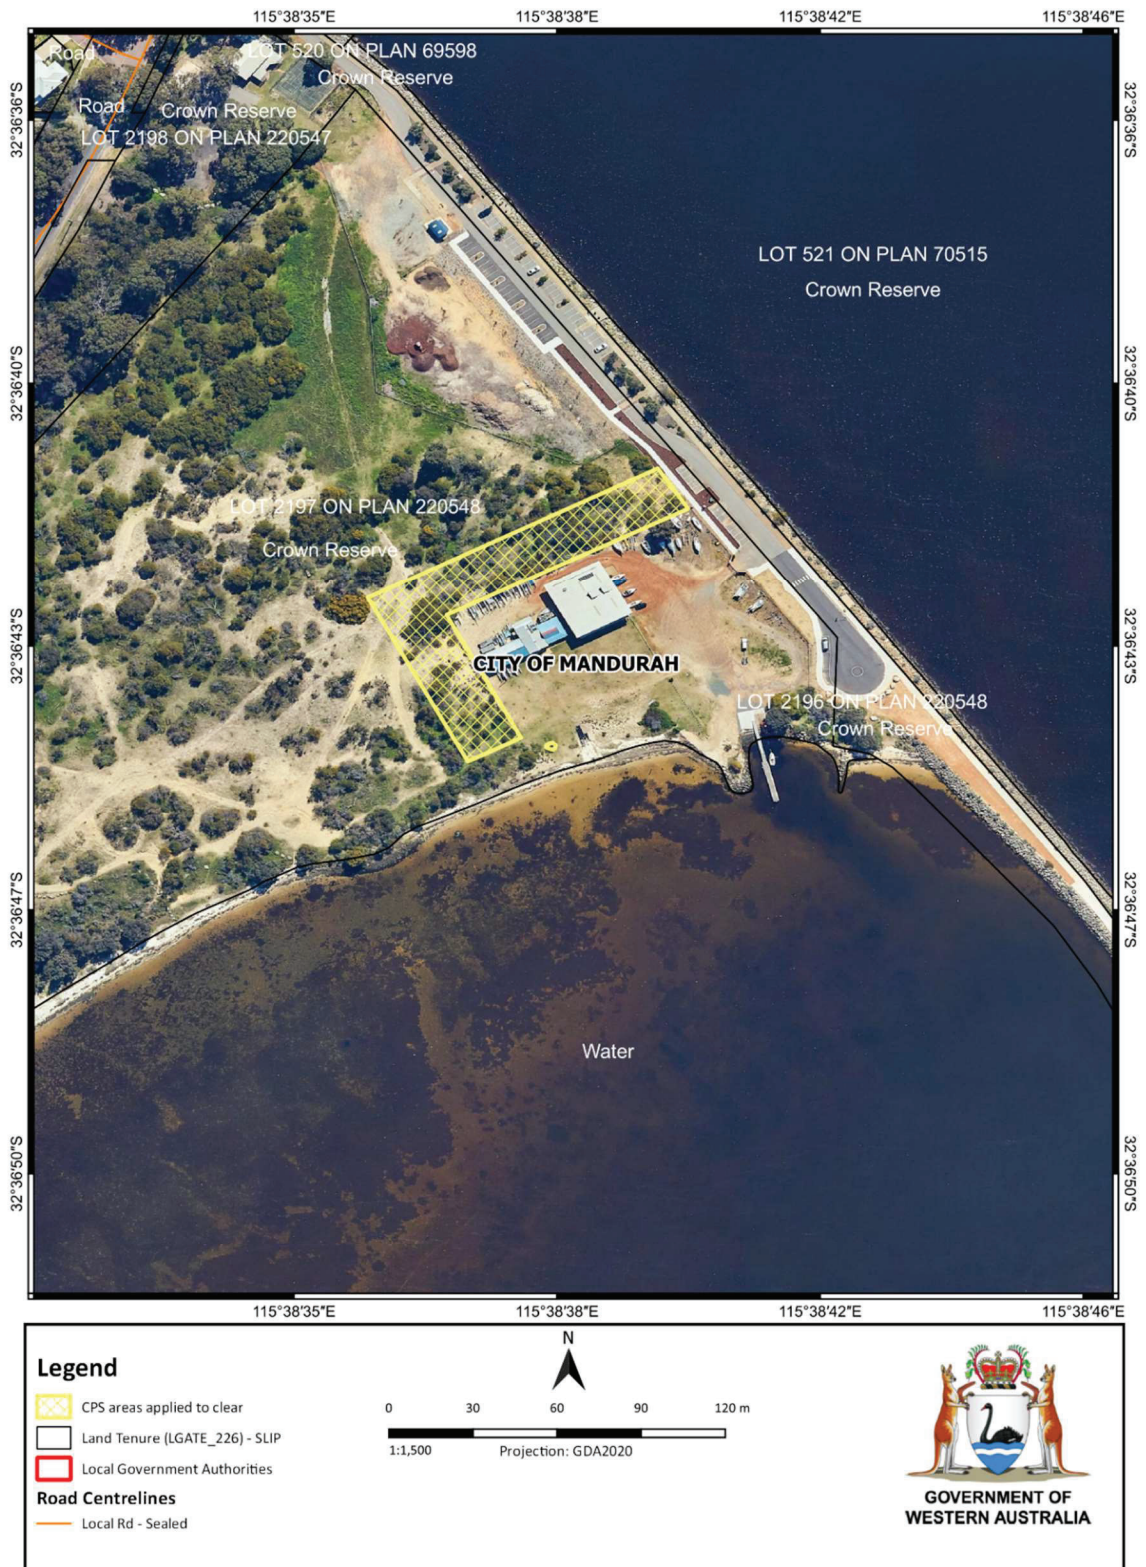 115°38'35"E
115°38'38"E
115°38'42"E
115°38'46"E
Road
LOT 520 ON PLAN 69598
Crown Reserve
Road
Crown Reserve
LOT 2198 ON PLAN 220547
32°36'36"S
32°36'36"S
LOT 521 ON PLAN 70515
Crown Reserve
32°36'40"S
32°36'40"S
LOT 2197 ON PLAN 220548
Crown Reserve
32°36'43"S
32°36'43"S
CITY OF MANDURAH
LOT 2196 ON PLAN 220548
Crown Reserve
32°36'47"S
32°36'47"S
Water
32°36'50"S
32°36'50"S
115°38'35"E
115°38'38"E
115°38'42"E
115°38'46"E
Legend
CPS areas applied to clear
Land Tenure (LGATE_226) - SLIP
Local Government Authorities
Road Centrelines
Local Rd - Sealed
N
0 30 60 90 120 m
1:1,500
Projection: GDA2020
GOVERNMENT OF
WESTERN AUSTRALIA